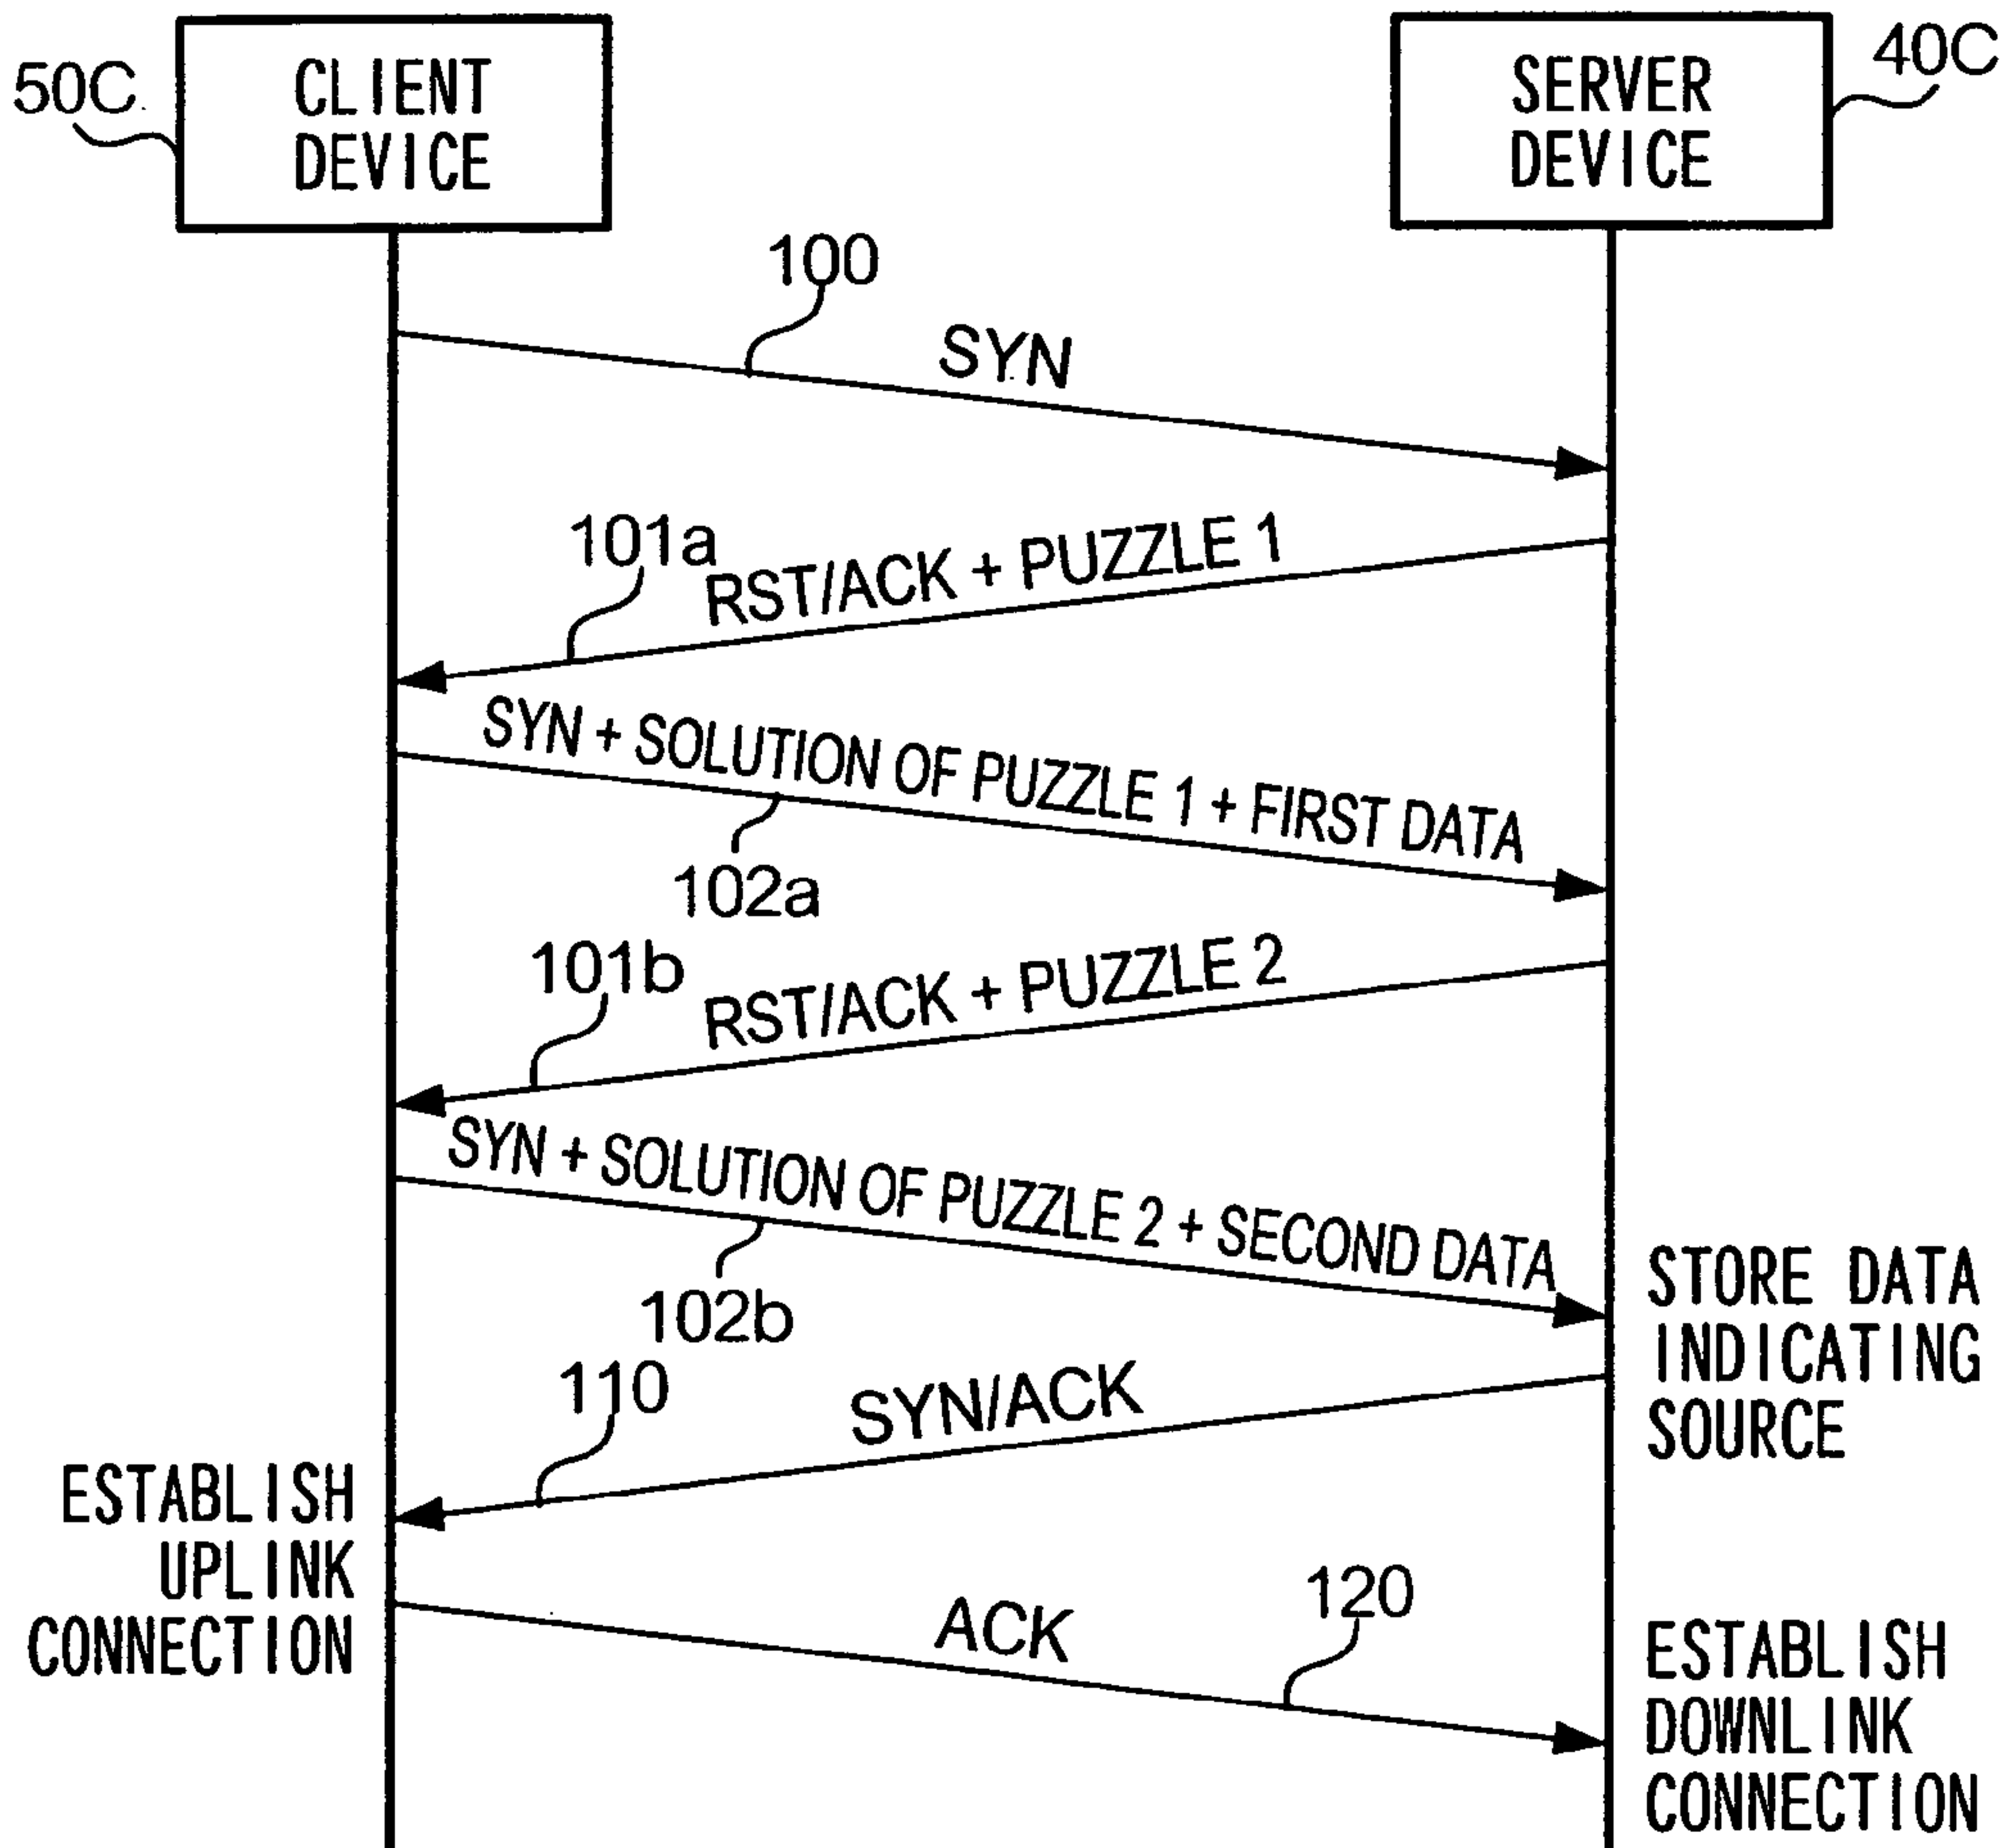 50C
CLIENT
DEVICE
SERVER
DEVICE
40C
100
SYN
101a
RST/ACK + PUZZLE 1
SYN + SOLUTION OF PUZZLE 1 + FIRST DATA
102a
101b
RST/ACK + PUZZLE 2
SYN + SOLUTION OF PUZZLE 2 + SECOND DATA
102b
STORE DATA
INDICATING
SOURCE
110
SYN/ACK
ESTABLISH
UPLINK
CONNECTION
ACK
120
ESTABLISH
DOWNLINK
CONNECTION